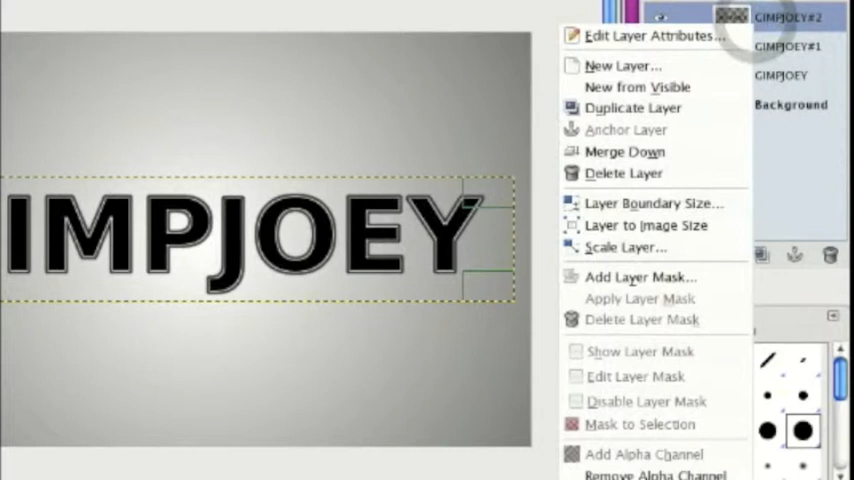 GIMPJOEY#2
Edit Layer Attributes...
GIMPJOEY#1
New Layer...
GIMPJOEY
New from Visible
Duplicate Layer
Background
Anchor Layer
Merge Down
Delete Layer
IMPJOEY
Layer Boundary Size...
Layer to Image Size
Scale Layer...
Add Layer Mask...
Apply Layer Mask
Delete Layer Mask
Show Layer Mask
Edit Layer Mask
Disable Layer Mask
Mask to Selection
Add Alpha Channel
Remove Alpha Channel